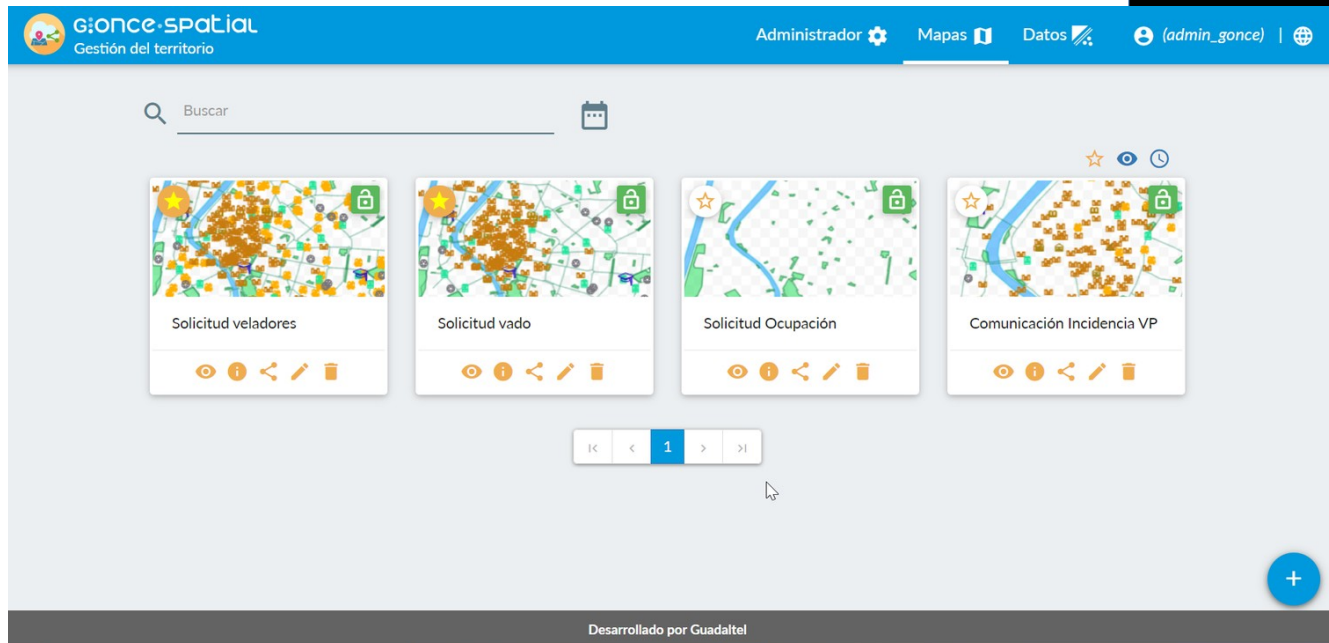 G:ONCE·SPATIAL
Gestión del territorio
Administrador
Mapas
Datos
(admin_gonce) |
Buscar
Solicitud veladores
Solicitud vado
Solicitud Ocupación
Comunicación Incidencia VP
1
Desarrollado por Guadaltel